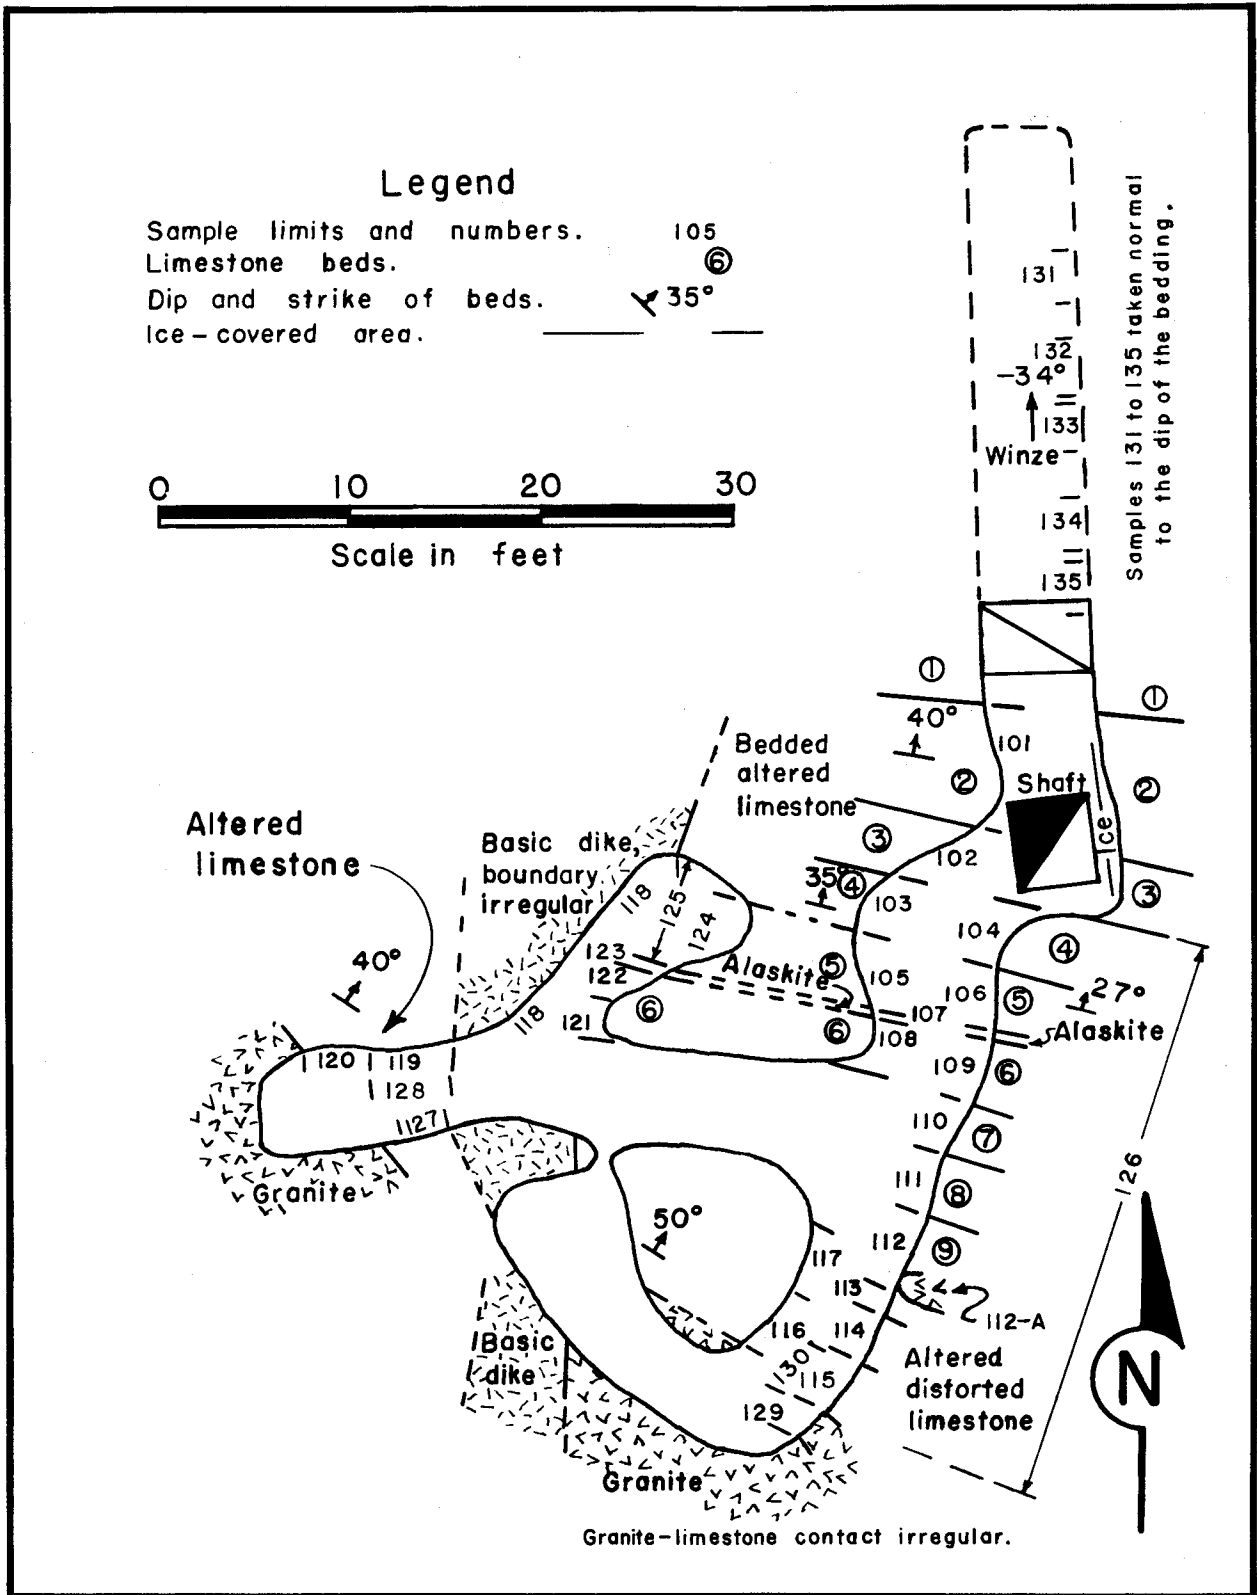 Legend
Sample limits and numbers. 105
Limestone beds. ⑥
Dip and strike of beds. 35°
Ice-covered area.
0 10 20 30
Scale in feet
131
132
-34°
133
Winze
134
135
Samples 131 to 135 taken normal
to the dip of the bedding.
①
①
40°
101
②
Shaft
②
Ice
Bedded
altered
limestone
③
102
③
35°
④
103
104
④
Altered
limestone
Basic dike,
boundary
irregular
118
125
124
123
122
Alaskite
⑤
105
106
⑤
27°
40°
118
121
⑥
⑥
107
108
Alaskite
120
119
128
1127
109
⑥
110
⑦
Granite
111
⑧
126
50°
112
⑨
117
113
112-A
116
114
130
115
129
Basic
dike
Altered
distorted
limestone
N
Granite
Granite-limestone contact irregular.